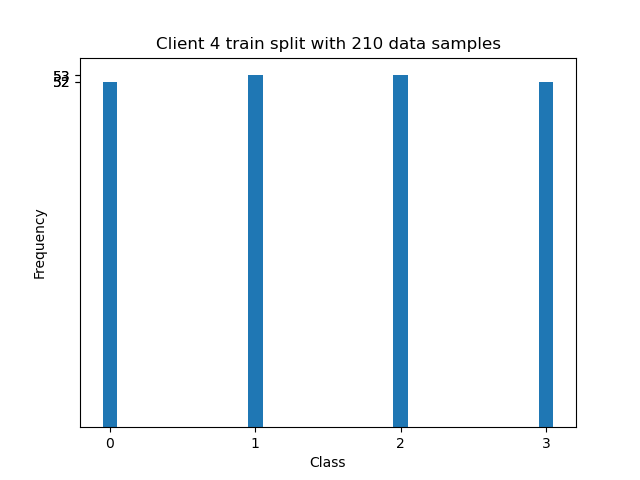 Client 4 train split with 210 data samples
53
52
Frequency
0 1 2 3
Class